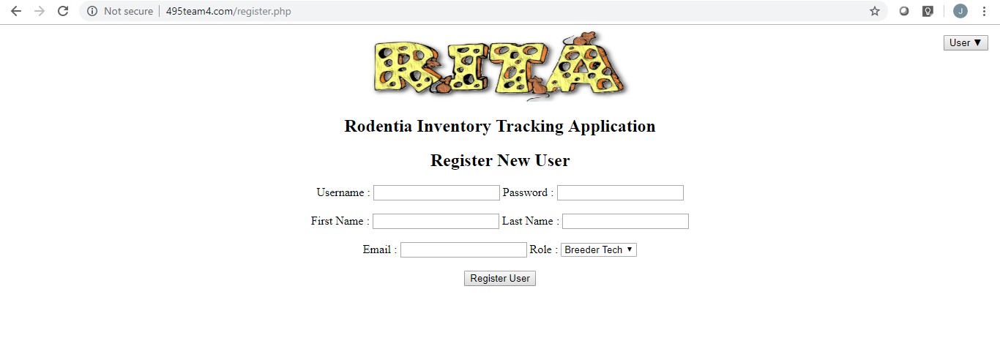 Not secure | 495team4.com/register.php
J
RITA
User ▼
Rodentia Inventory Tracking Application
Register New User
Username : Password :
First Name : Last Name :
Email : Role : Breeder Tech ▼
Register User